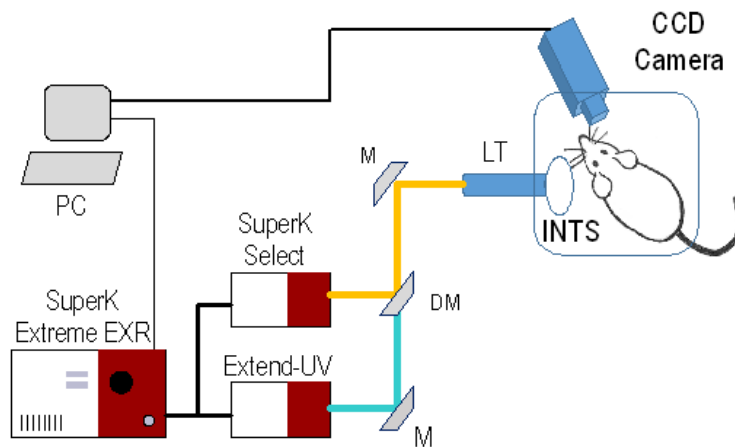 CCD
Camera
M
LT
PC
INTS
SuperK
Select
SuperK
Extreme EXR
DM
Extend-UV
M